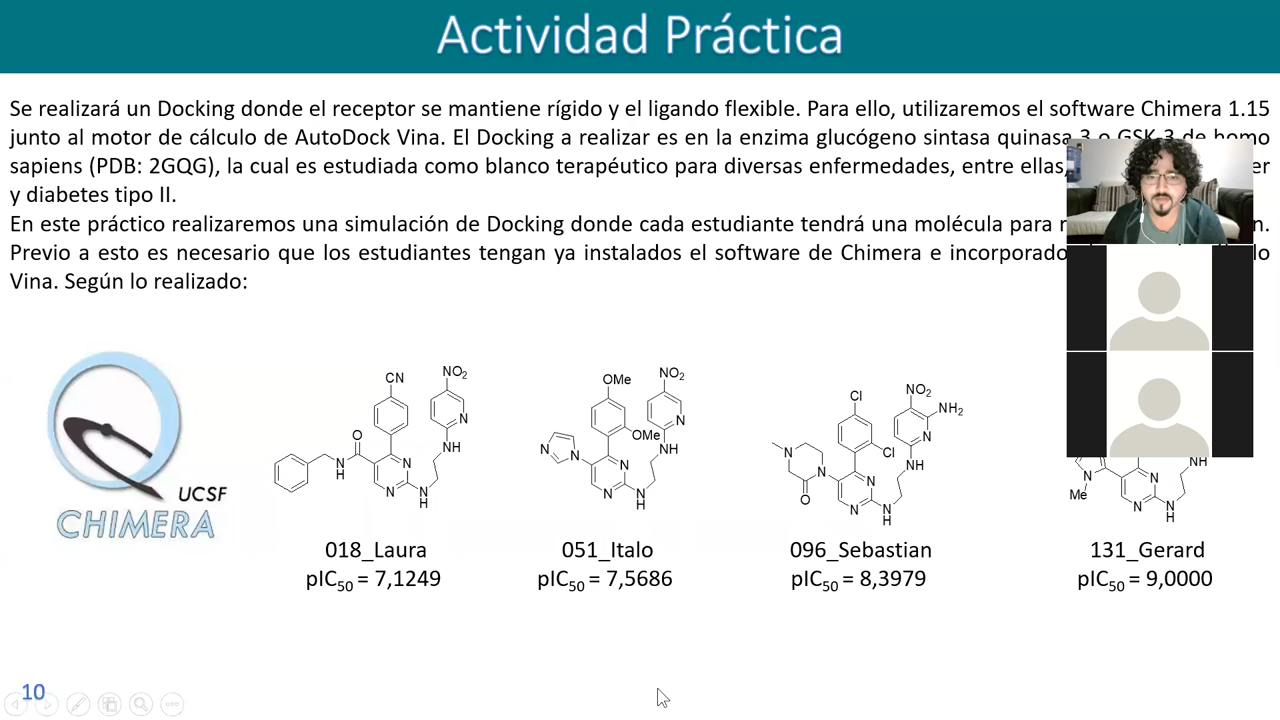 Actividad Práctica
Se realizará un Docking donde el receptor se mantiene rígido y el ligando flexible. Para ello, utilizaremos el software Chimera 1.15
junto al motor de cálculo de AutoDock Vina. El Docking a realizar es en la enzima glucógeno sintasa quinasa 3 o GSK-3 de homo
sapiens (PDB: 2GQG), la cual es estudiada como blanco terapéutico para diversas enfermedades, entre ellas,
y diabetes tipo II.
En este práctico realizaremos una simulación de Docking donde cada estudiante tendrá una molécula para
Previo a esto es necesario que los estudiantes tengan ya instalados el software de Chimera e incorporado
Vina. Según lo realizado:
UCSF
CHIMERA
CN
NO2
N
O
N
H
NH
N
N
N
H
OMe
NO2
N
OMe
NH
N
N
N
N
N
H
Cl
NO2
NH2
N
Cl
NH
N
N
O
N
N
N
H
NH
Me
N
N
N
N
H
018_Laura
pIC50 = 7,1249
051_Italo
pIC50 = 7,5686
096_Sebastian
pIC50 = 8,3979
131_Gerard
pIC50 = 9,0000
10